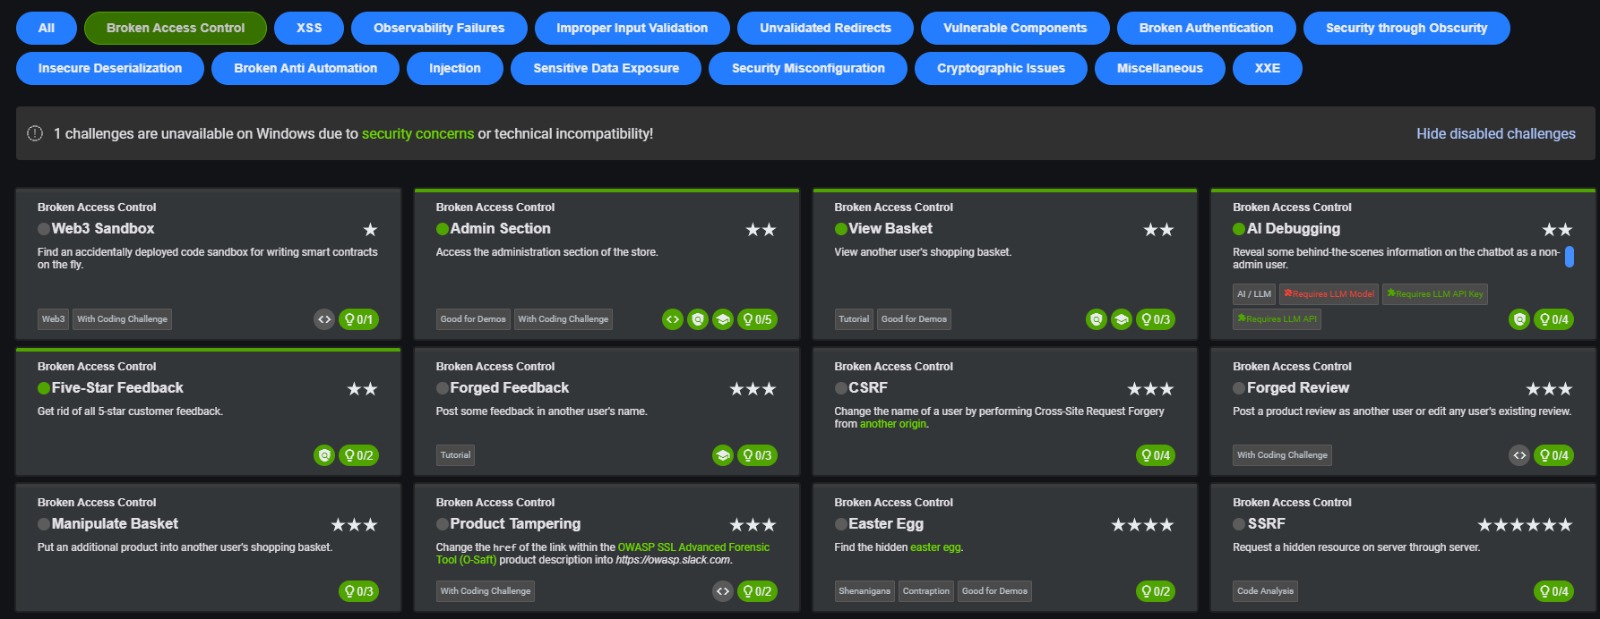 All
Broken Access Control
XSS
Observability Failures
Improper Input Validation
Unvalidated Redirects
Vulnerable Components
Broken Authentication
Security through Obscurity
Insecure Deserialization
Broken Anti Automation
Injection
Sensitive Data Exposure
Security Misconfiguration
Cryptographic Issues
Miscellaneous
XXE
1 challenges are unavailable on Windows due to security concerns or technical incompatibility!
Hide disabled challenges
Broken Access Control
Web3 Sandbox
Find an accidentally deployed code sandbox for writing smart contracts
on the fly.
Web3
With Coding Challenge
0/1
Broken Access Control
Admin Section
Access the administration section of the store.
Good for Demos
With Coding Challenge
0/5
Broken Access Control
View Basket
View another user's shopping basket.
Tutorial
Good for Demos
0/3
Broken Access Control
AI Debugging
Reveal some behind-the-scenes information on the chatbot as a non-
admin user.
AI / LLM
Requires LLM Model
Requires LLM API Key
Requires LLM API
0/4
Broken Access Control
Five-Star Feedback
Get rid of all 5-star customer feedback.
0/2
Broken Access Control
Forged Feedback
Post some feedback in another user's name.
Tutorial
0/3
Broken Access Control
CSRF
Change the name of a user by performing Cross-Site Request Forgery
from another origin.
0/4
Broken Access Control
Forged Review
Post a product review as another user or edit any user's existing review.
With Coding Challenge
0/4
Broken Access Control
Manipulate Basket
Put an additional product into another user's shopping basket.
0/3
Broken Access Control
Product Tampering
Change the href of the link within the OWASP SSL Advanced Forensic
Tool (O-Saft) product description into https://owasp.slack.com.
With Coding Challenge
0/2
Broken Access Control
Easter Egg
Find the hidden easter egg.
Shenanigans
Contraption
Good for Demos
0/2
Broken Access Control
SSRF
Request a hidden resource on server through server.
Code Analysis
0/4